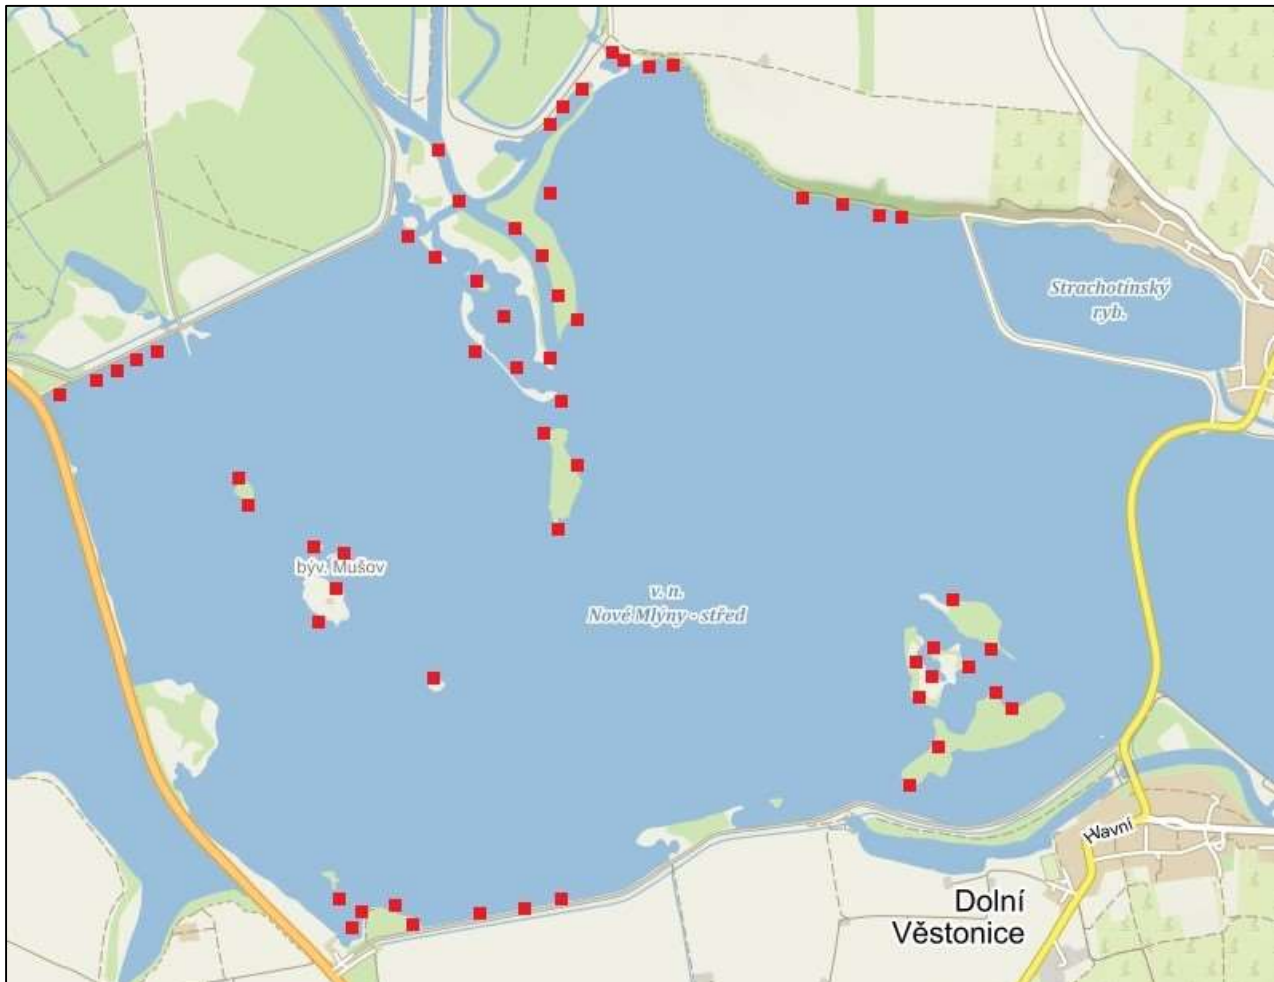 Strachotínský
ryb.
býv. Mušov
v. n.
Nové Mlýny - střed
Hlavní
Dolní
Věstonice